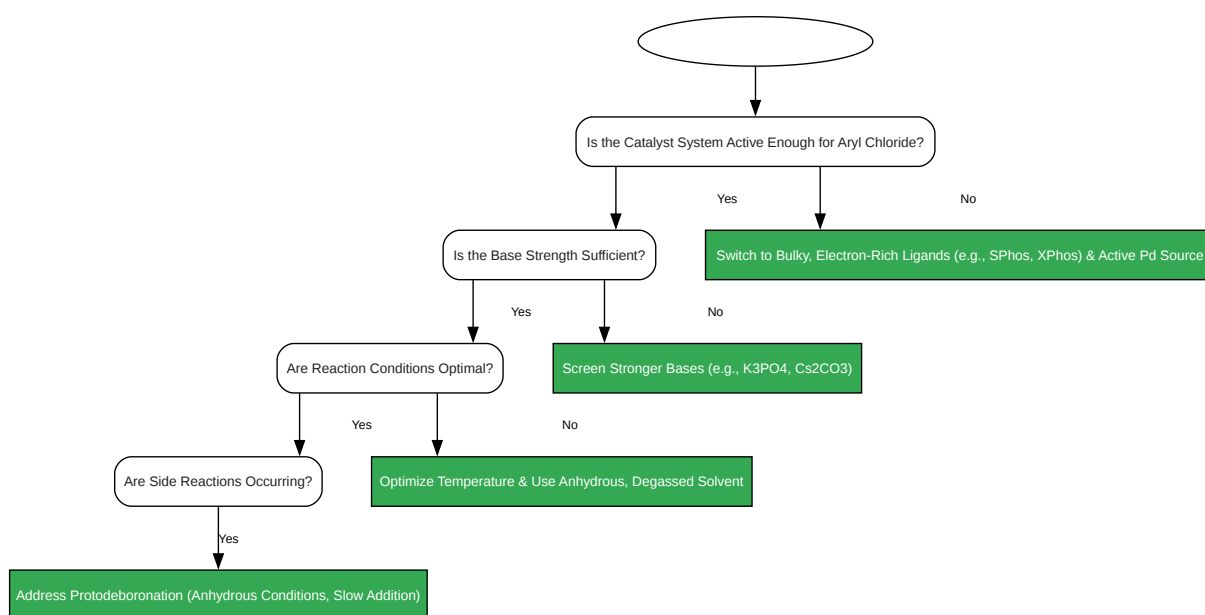 Is the Catalyst System Active Enough for Aryl Chloride?
Yes
No
Is the Base Strength Sufficient?
Switch to Bulky, Electron-Rich Ligands (e.g., SPhos, XPhos) & Active Pd Source
Yes
No
Are Reaction Conditions Optimal?
Screen Stronger Bases (e.g., K3PO4, Cs2CO3)
Yes
No
Are Side Reactions Occurring?
Optimize Temperature & Use Anhydrous, Degassed Solvent
Yes
Address Protodeboronation (Anhydrous Conditions, Slow Addition)